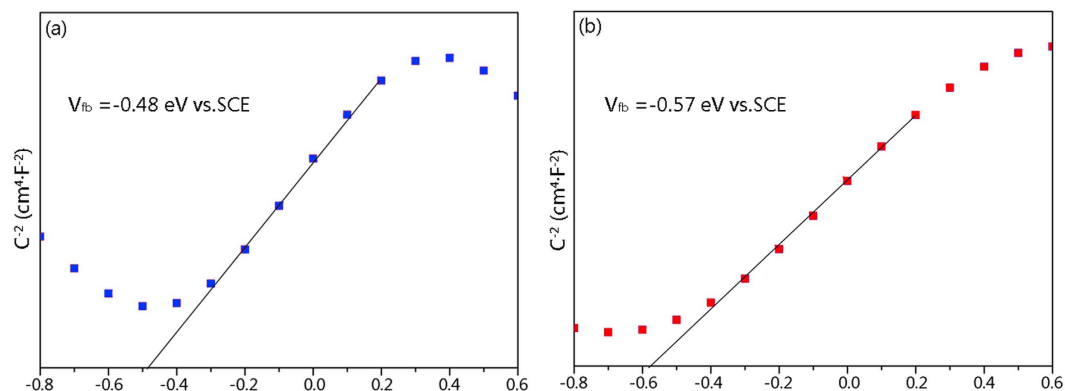 (a)
V_fb =-0.48 eV vs.SCE
C⁻² (cm⁴·F⁻²)
-0.8 -0.6 -0.4 -0.2 0.0 0.2 0.4 0.6
(b)
V_fb =-0.57 eV vs.SCE
C⁻² (cm⁴·F⁻²)
-0.8 -0.6 -0.4 -0.2 0.0 0.2 0.4 0.6